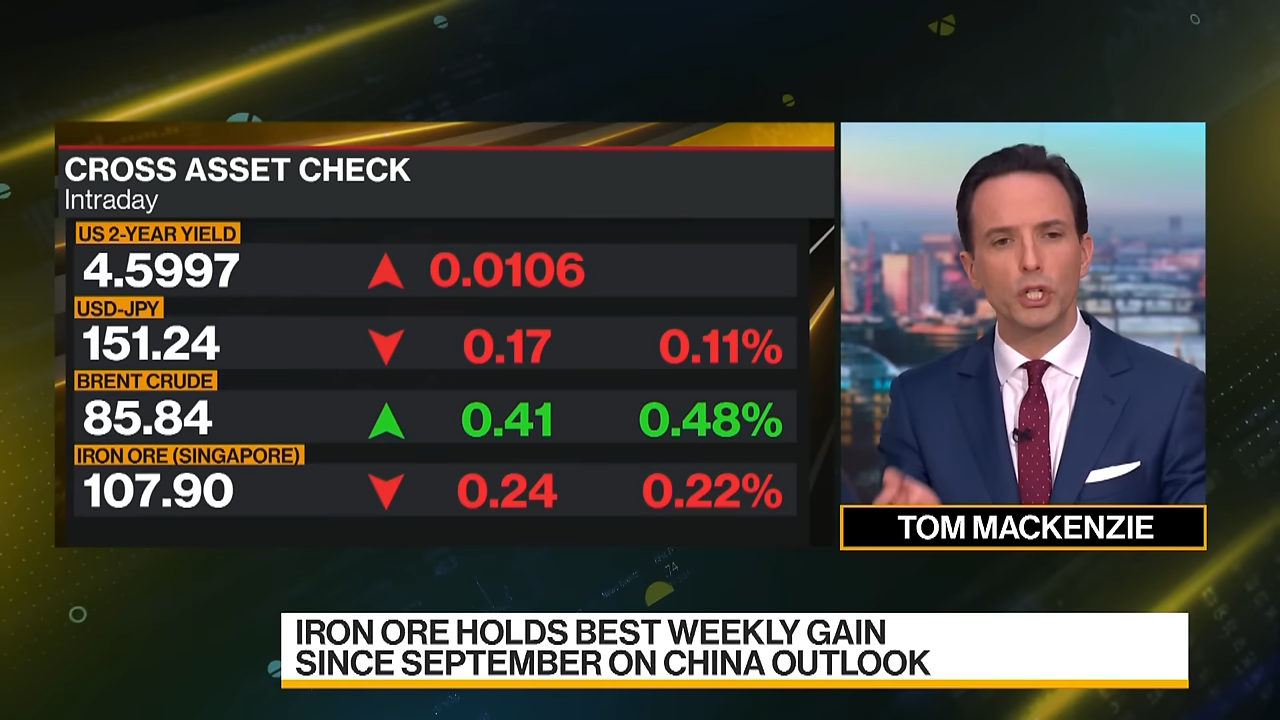 CROSS ASSET CHECK
Intraday
US 2-YEAR YIELD
4.5997 0.0106
USD-JPY
151.24 0.17 0.11%
BRENT CRUDE
85.84 0.41 0.48%
IRON ORE (SINGAPORE)
107.90 0.24 0.22%
TOM MACKENZIE
74
IRON ORE HOLDS BEST WEEKLY GAIN
SINCE SEPTEMBER ON CHINA OUTLOOK